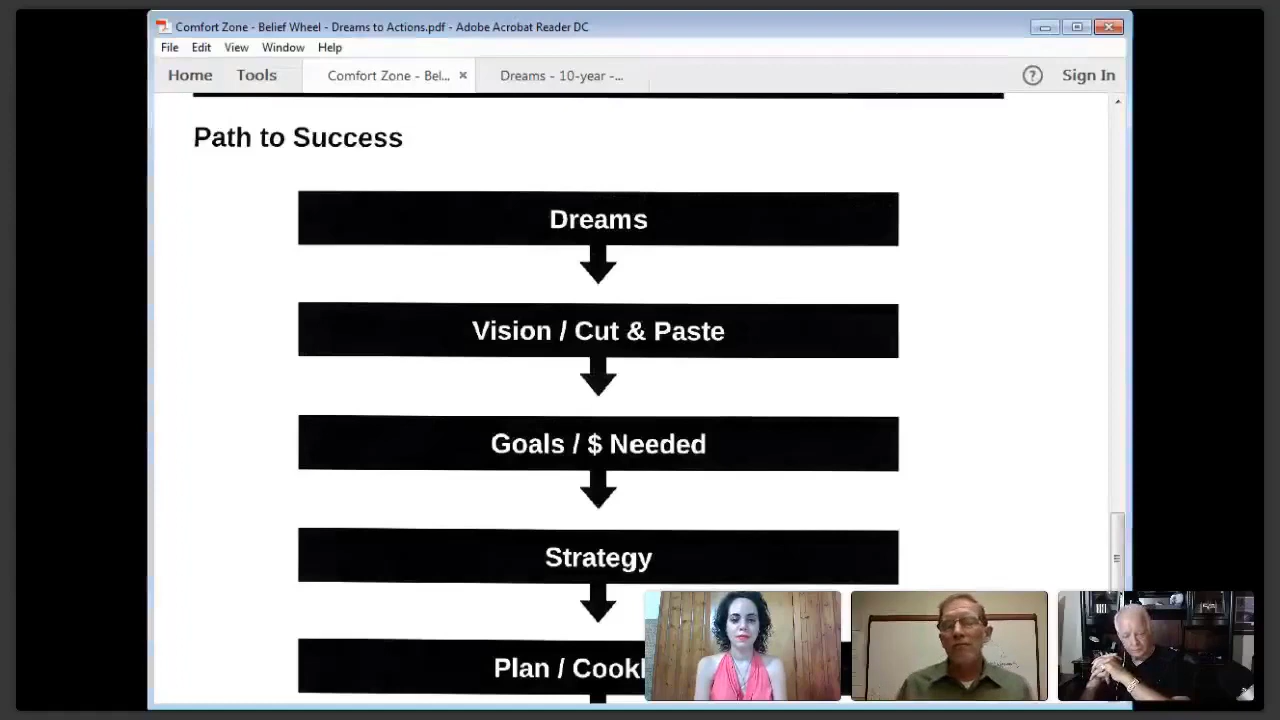 Comfort Zone - Belief Wheel - Dreams to Actions.pdf - Adobe Acrobat Reader DC
File Edit View Window Help
Home Tools Comfort Zone - Bel... × Dreams - 10-year -... ? Sign In
Path to Success
Dreams
Vision / Cut & Paste
Goals / $ Needed
Strategy
Plan /